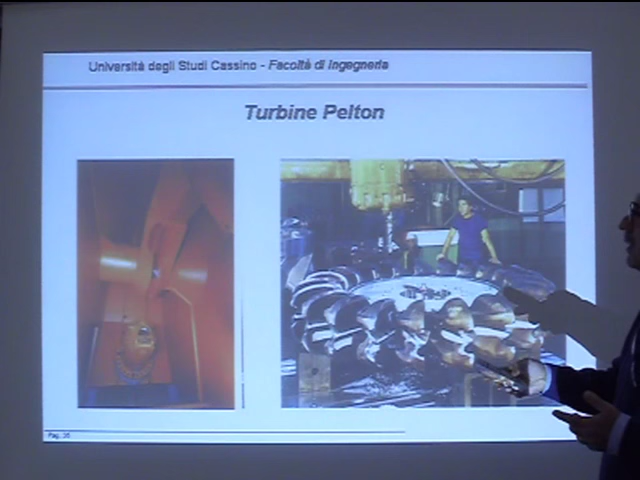 Università degli Studi Cassino - Facoltà di Ingegneria
Turbine Pelton
Pag. 35